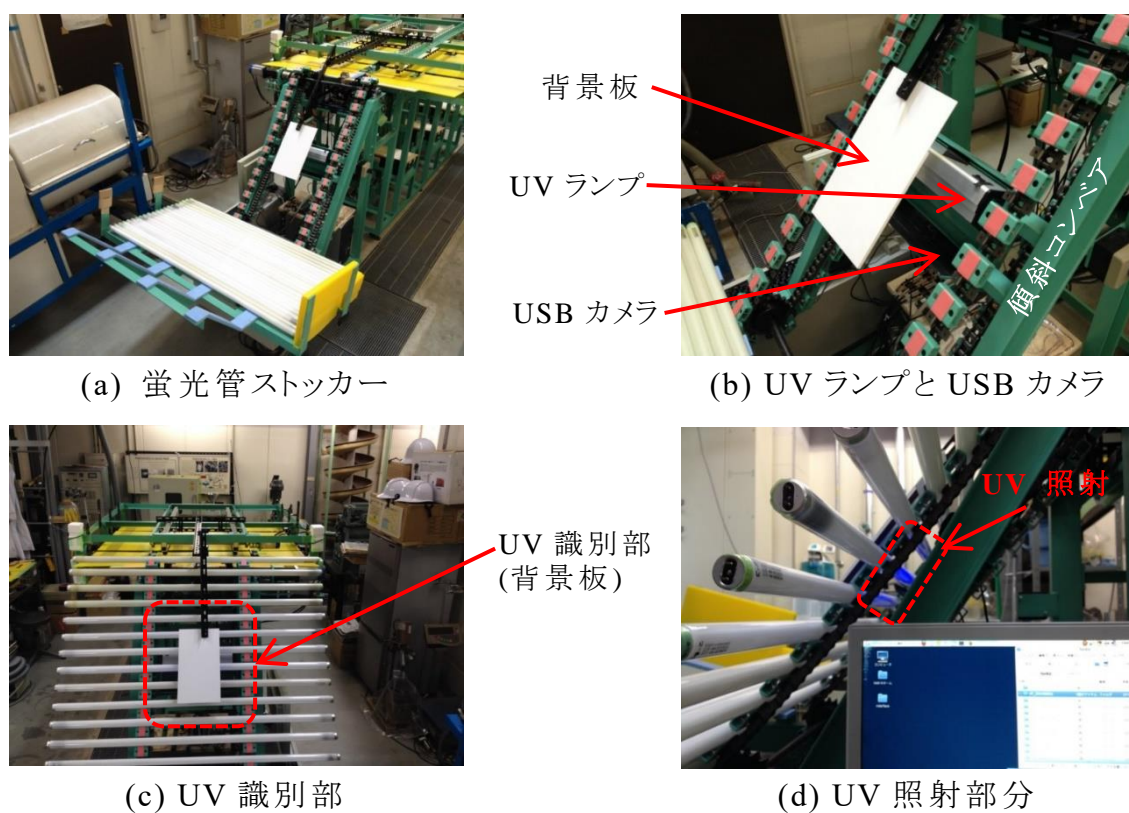 背景板
UV ランプ
USB カメラ
傾斜コンベア
(a) 蛍光管ストッカー
(b) UV ランプと USB カメラ
UV 識別部
(背景板)
UV 照射
(c) UV 識別部
(d) UV 照射部分